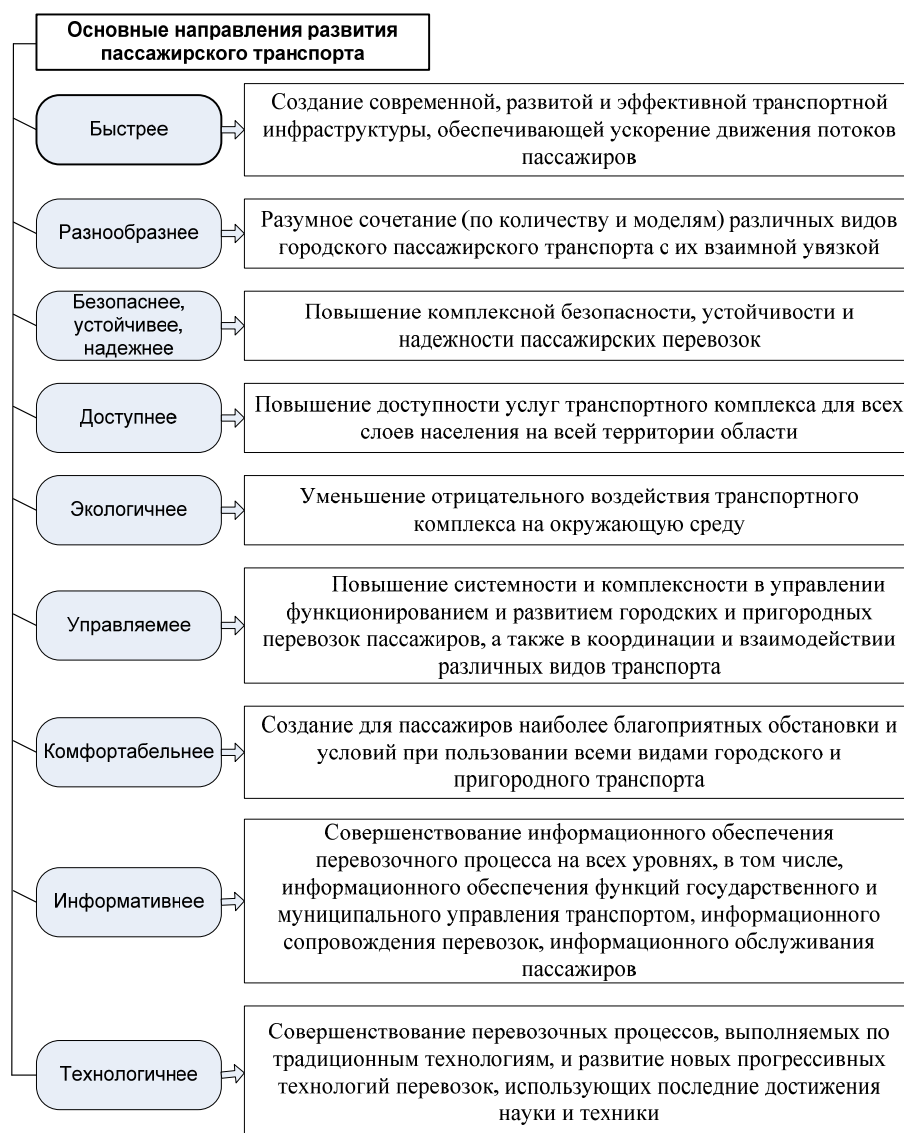 Основные направления развития
пассажирского транспорта
Быстрее
Создание современной, развитой и эффективной транспортной
инфраструктуры, обеспечивающей ускорение движения потоков
пассажиров
Разнообразнее
Разумное сочетание (по количеству и моделям) различных видов
городского пассажирского транспорта с их взаимной увязкой
Безопаснее,
устойчивее,
надежнее
Повышение комплексной безопасности, устойчивости и
надежности пассажирских перевозок
Доступнее
Повышение доступности услуг транспортного комплекса для всех
слоев населения на всей территории области
Экологичнее
Уменьшение отрицательного воздействия транспортного
комплекса на окружающую среду
Управляемее
Повышение системности и комплексности в управлении
функционированием и развитием городских и пригородных
перевозок пассажиров, а также в координации и взаимодействии
различных видов транспорта
Комфортабельнее
Создание для пассажиров наиболее благоприятных обстановки и
условий при пользовании всеми видами городского и
пригородного транспорта
Информативнее
Совершенствование информационного обеспечения
перевозочного процесса на всех уровнях, в том числе,
информационного обеспечения функций государственного и
муниципального управления транспортом, информационного
сопровождения перевозок, информационного обслуживания
пассажиров
Технологичнее
Совершенствование перевозочных процессов, выполняемых по
традиционным технологиям, и развитие новых прогрессивных
технологий перевозок, использующих последние достижения
науки и техники